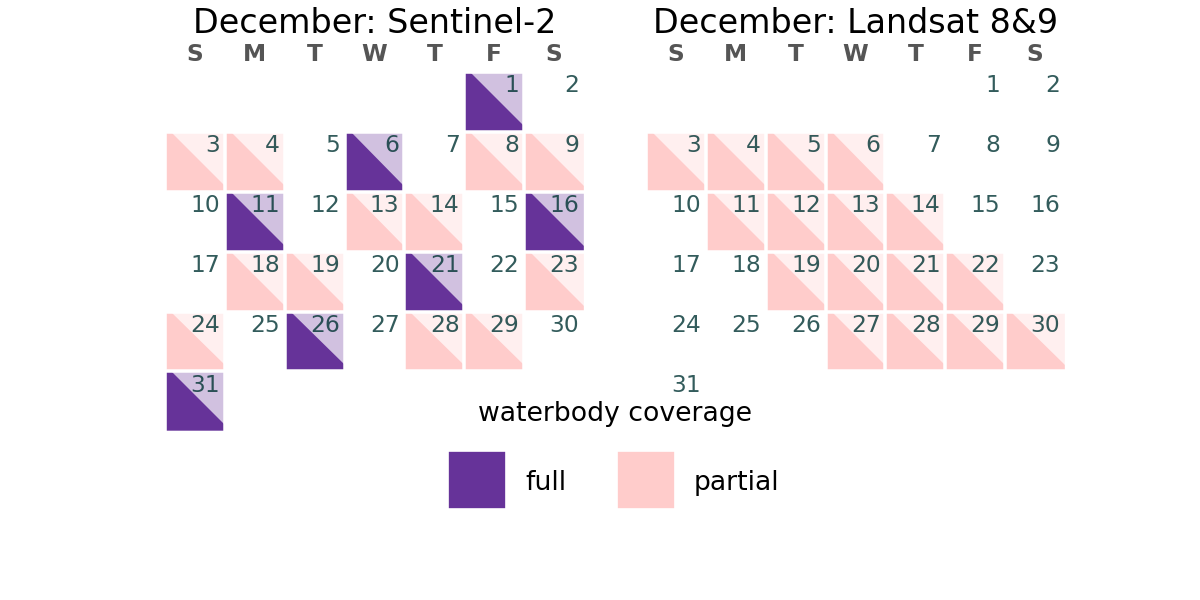 December: Sentinel-2
S M T W T F S
1 2
3 4 5 6 7 8 9
10 11 12 13 14 15 16
17 18 19 20 21 22 23
24 25 26 27 28 29 30
31
December: Landsat 8&9
S M T W T F S
1 2
3 4 5 6 7 8 9
10 11 12 13 14 15 16
17 18 19 20 21 22 23
24 25 26 27 28 29 30
31
waterbody coverage
full partial